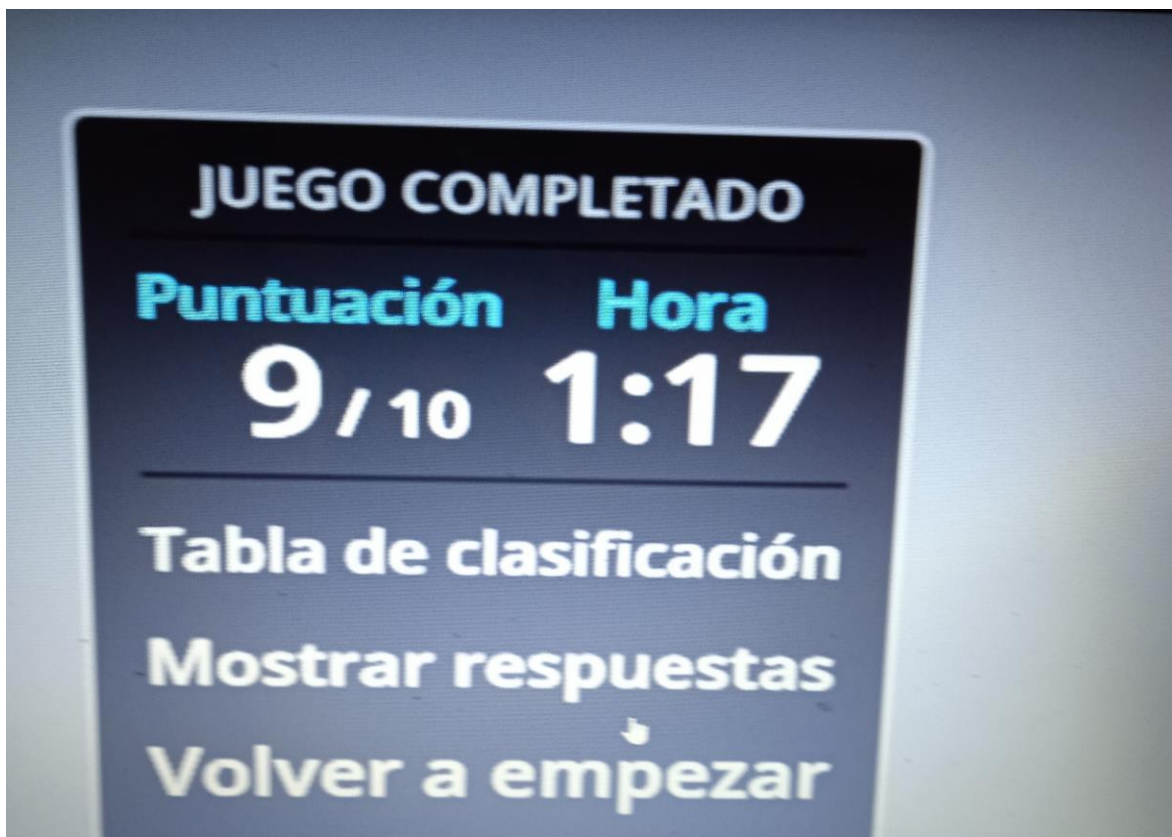 JUEGO COMPLETADO
Puntuación Hora
9 / 10 1:17
Tabla de clasificación
Mostrar respuestas
Volver a empezar